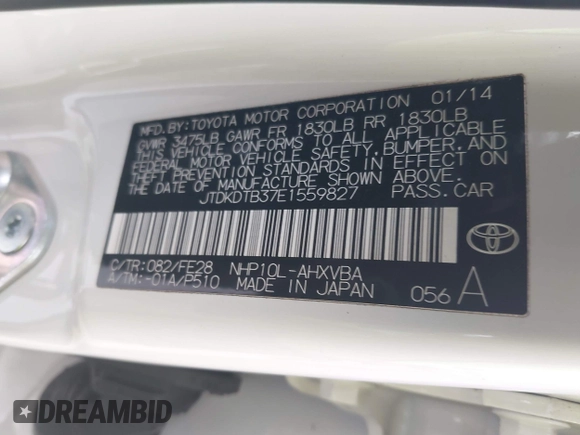 MFD. BY: TOYOTA MOTOR CORPORATION 01/14
GVWR 3475LB GAWR FR 1830LB RR 1830LB
THIS VEHICLE CONFORMS TO ALL APPLICABLE
FEDERAL MOTOR VEHICLE SAFETY, BUMPER, AND
THEFT PREVENTION STANDARDS IN EFFECT ON
THE DATE OF MANUFACTURE SHOWN ABOVE.
JTDKDTB37E1559827 PASS. CAR
C/TR: 082/FE28 NHP10L-AHXVBA
A/TM: -01A/P510 MADE IN JAPAN 056 A
TOYOTA
DREAMBID